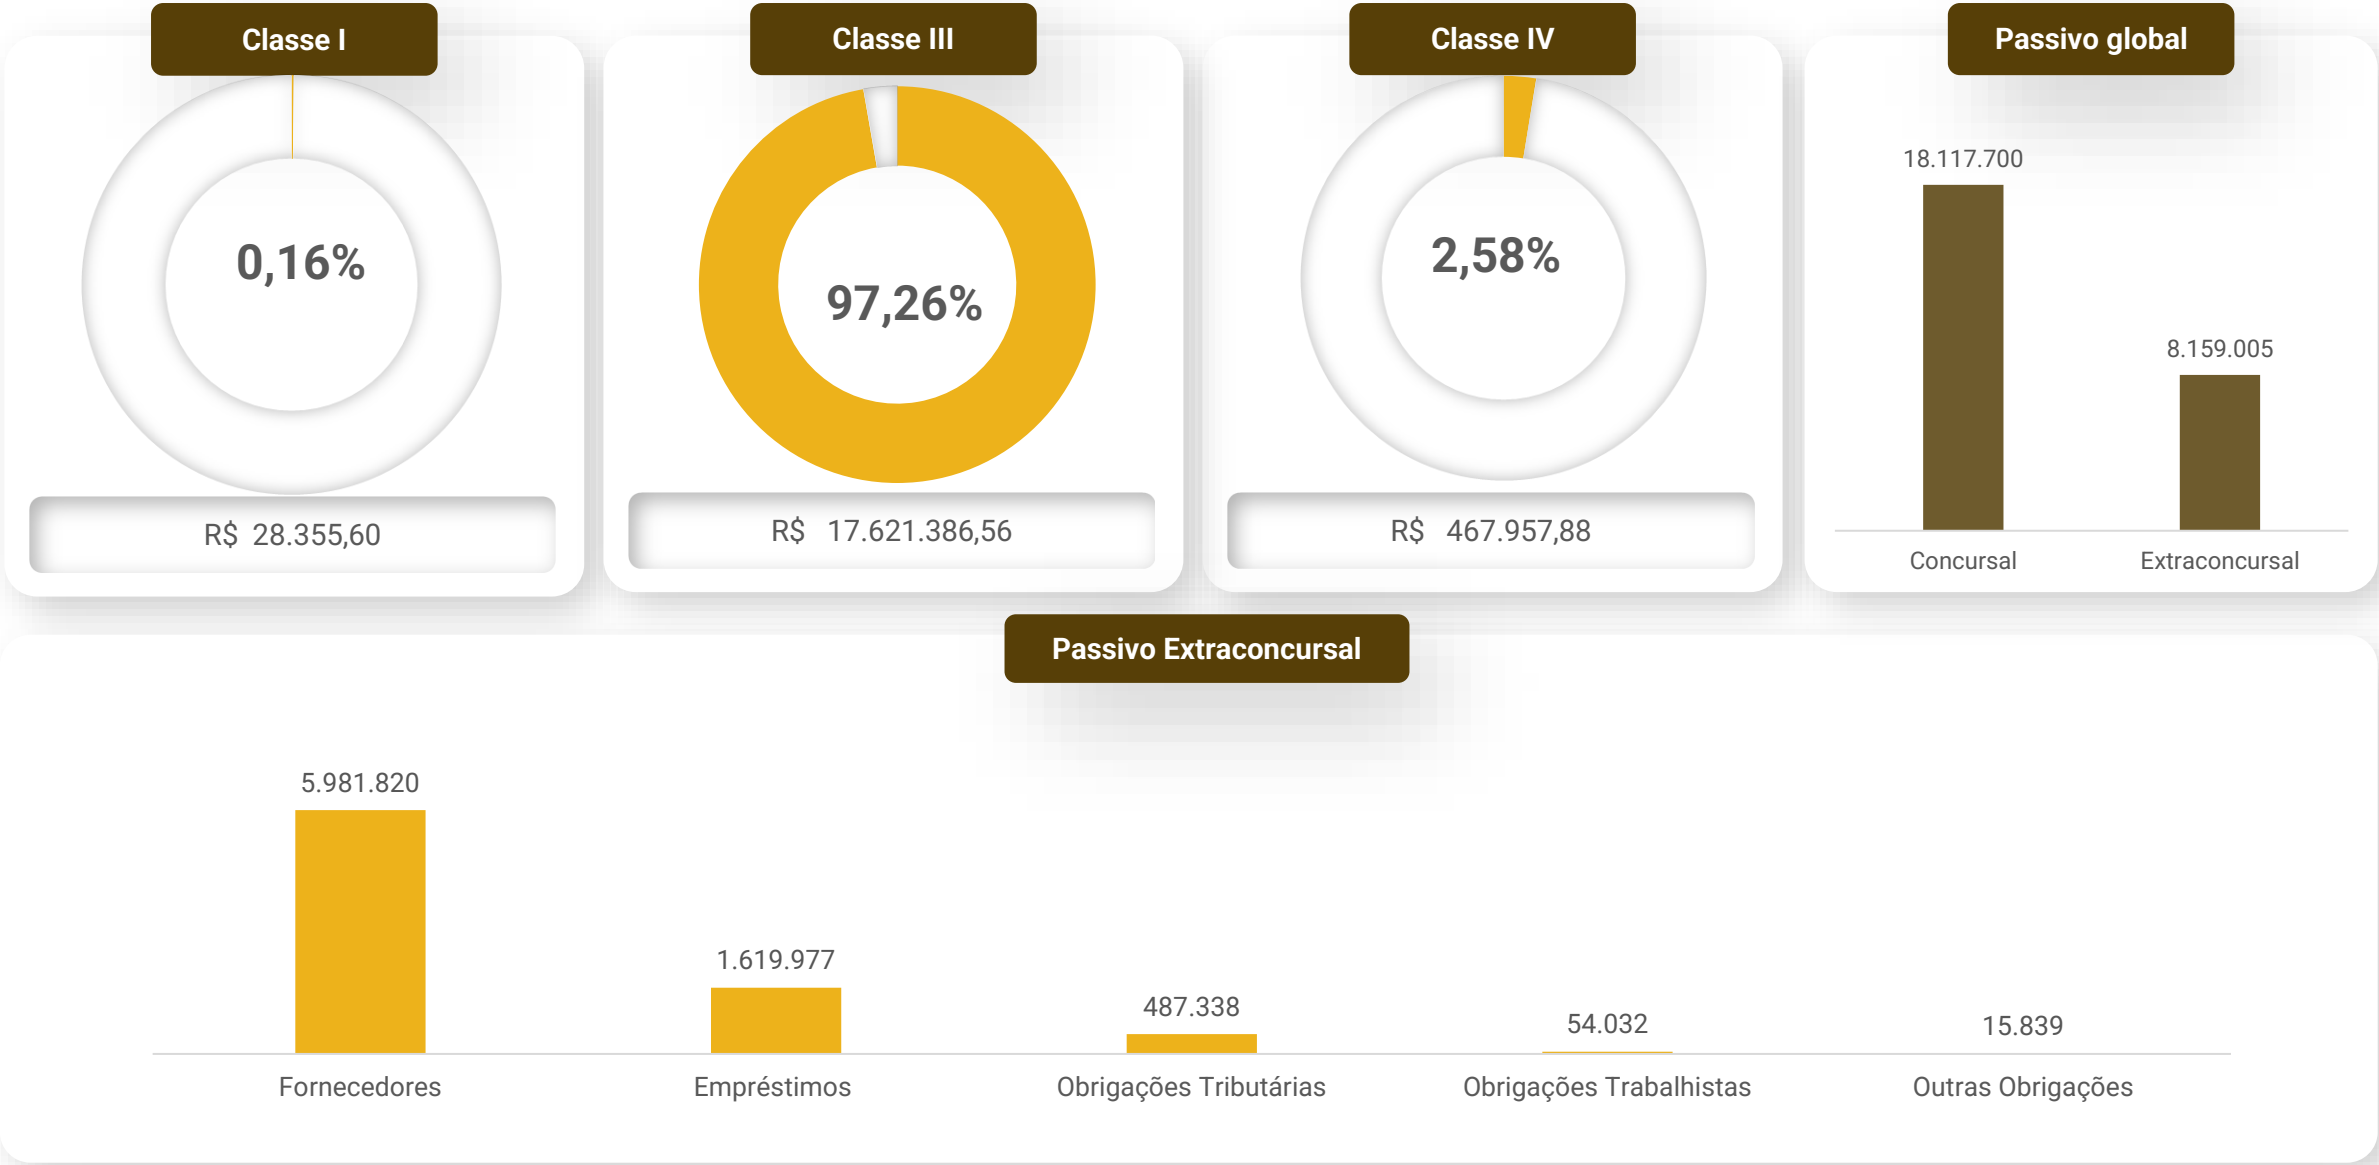 Classe I
0,16%
R$ 28.355,60
Classe III
97,26%
R$ 17.621.386,56
Classe IV
2,58%
R$ 467.957,88
Passivo global
18.117.700
8.159.005
Concursal
Extraconcursal
Passivo Extraconcursal
5.981.820
1.619.977
487.338
54.032
15.839
Fornecedores
Empréstimos
Obrigações Tributárias
Obrigações Trabalhistas
Outras Obrigações